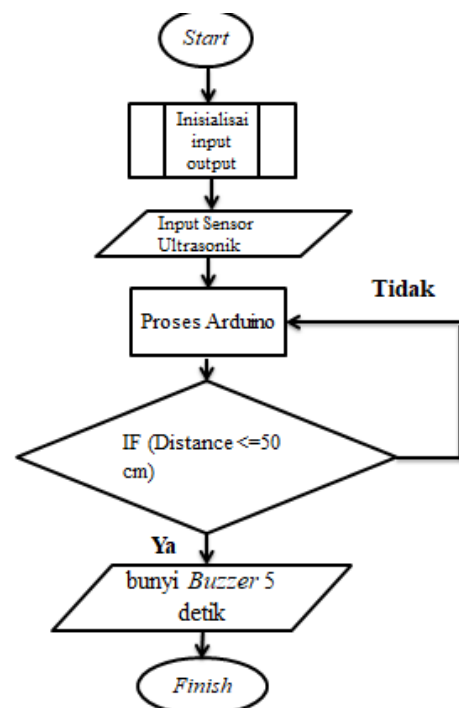 Start
Inisialisai
input
output
Input Sensor
Ultrasonik
Tidak
Proses Arduino
IF (Distance <=50
cm)
Ya
bunyi Buzzer 5
detik
Finish